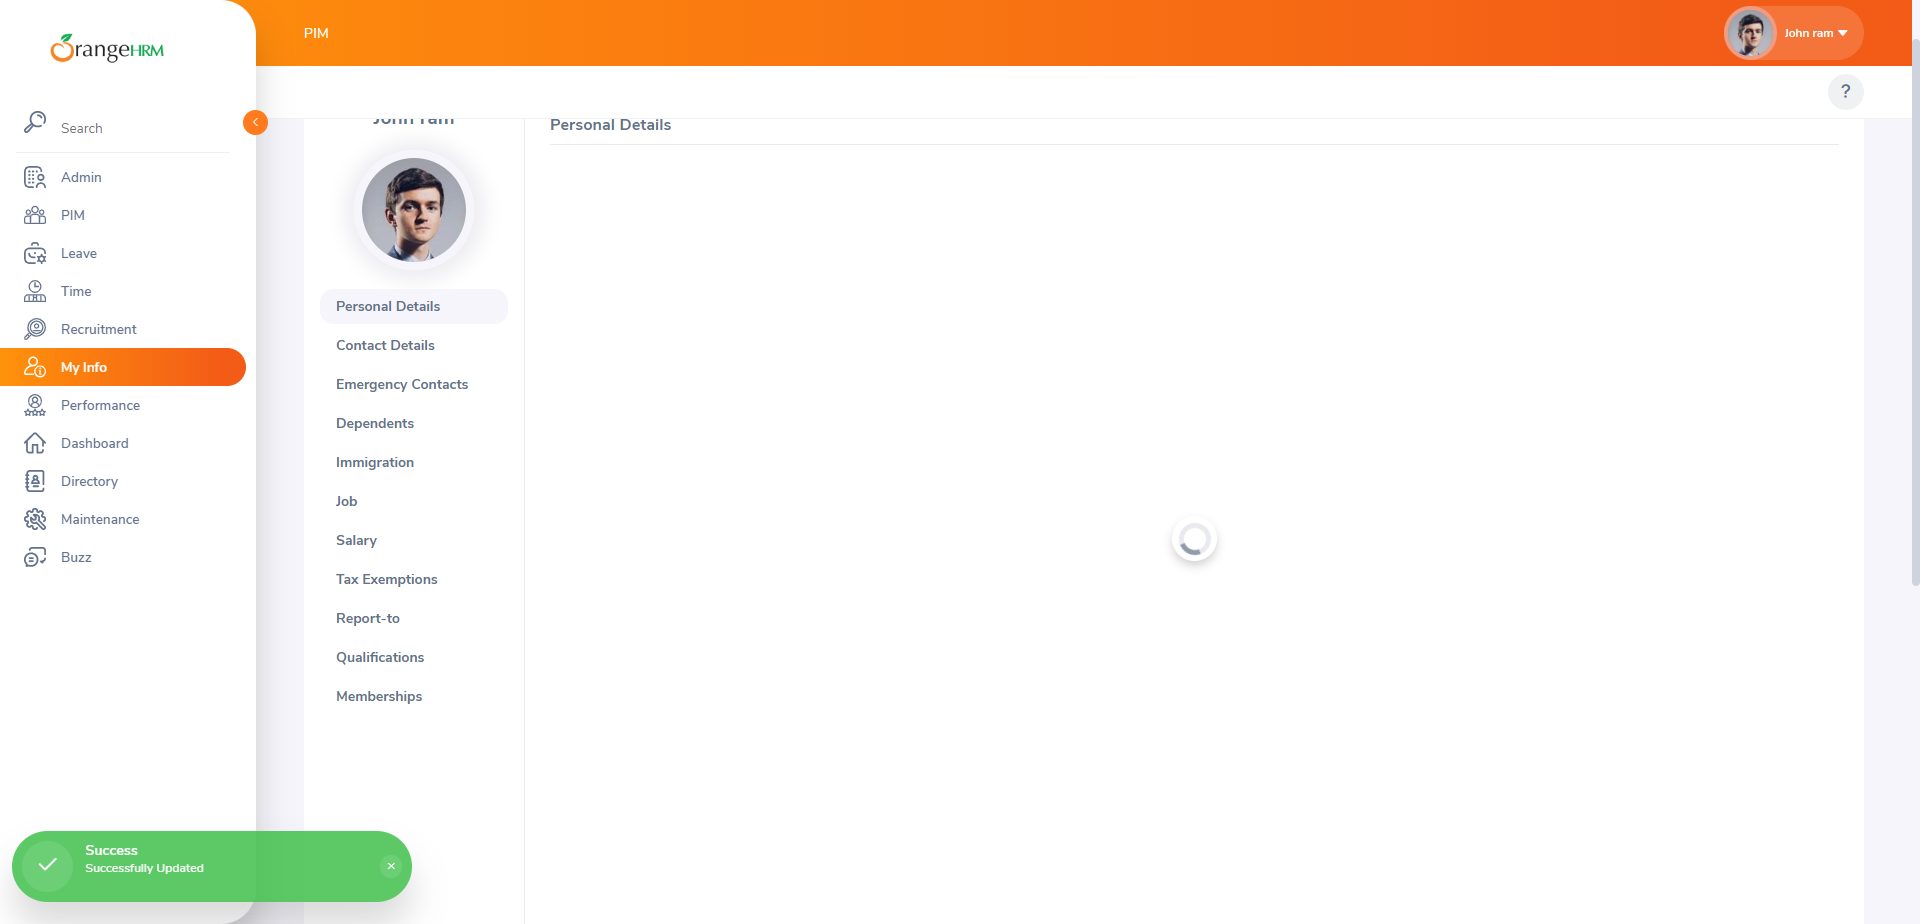 OrangeHRM
PIM
John ram
?
Search
Admin
PIM
Leave
Time
Recruitment
My Info
Performance
Dashboard
Directory
Maintenance
Buzz
John ram
Personal Details
Contact Details
Emergency Contacts
Dependents
Immigration
Job
Salary
Tax Exemptions
Report-to
Qualifications
Memberships
Personal Details
Success
Successfully Updated